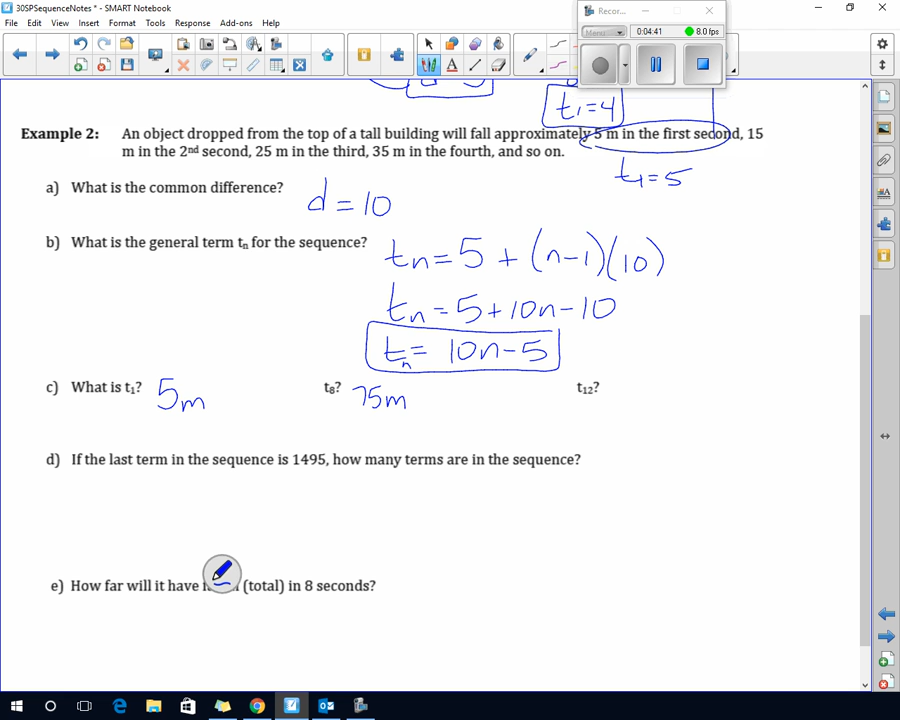 30SPSequenceNotes * - SMART Notebook
Recor...
File Edit View Insert Format Tools Response Add-ons Help
Menu 0:04:41 8.0 fps
t₁=4
Example 2: An object dropped from the top of a tall building will fall approximately 5 m in the first second, 15
m in the 2nd second, 25 m in the third, 35 m in the fourth, and so on.
t₁=5
a) What is the common difference?
d = 10
b) What is the general term tn for the sequence?
tn = 5 + (n-1)(10)
tn = 5+10n-10
tn = 10n-5
c) What is t₁? 5m t₈? 75m t₁₂?
d) If the last term in the sequence is 1495, how many terms are in the sequence?
e) How far will it have (total) in 8 seconds?